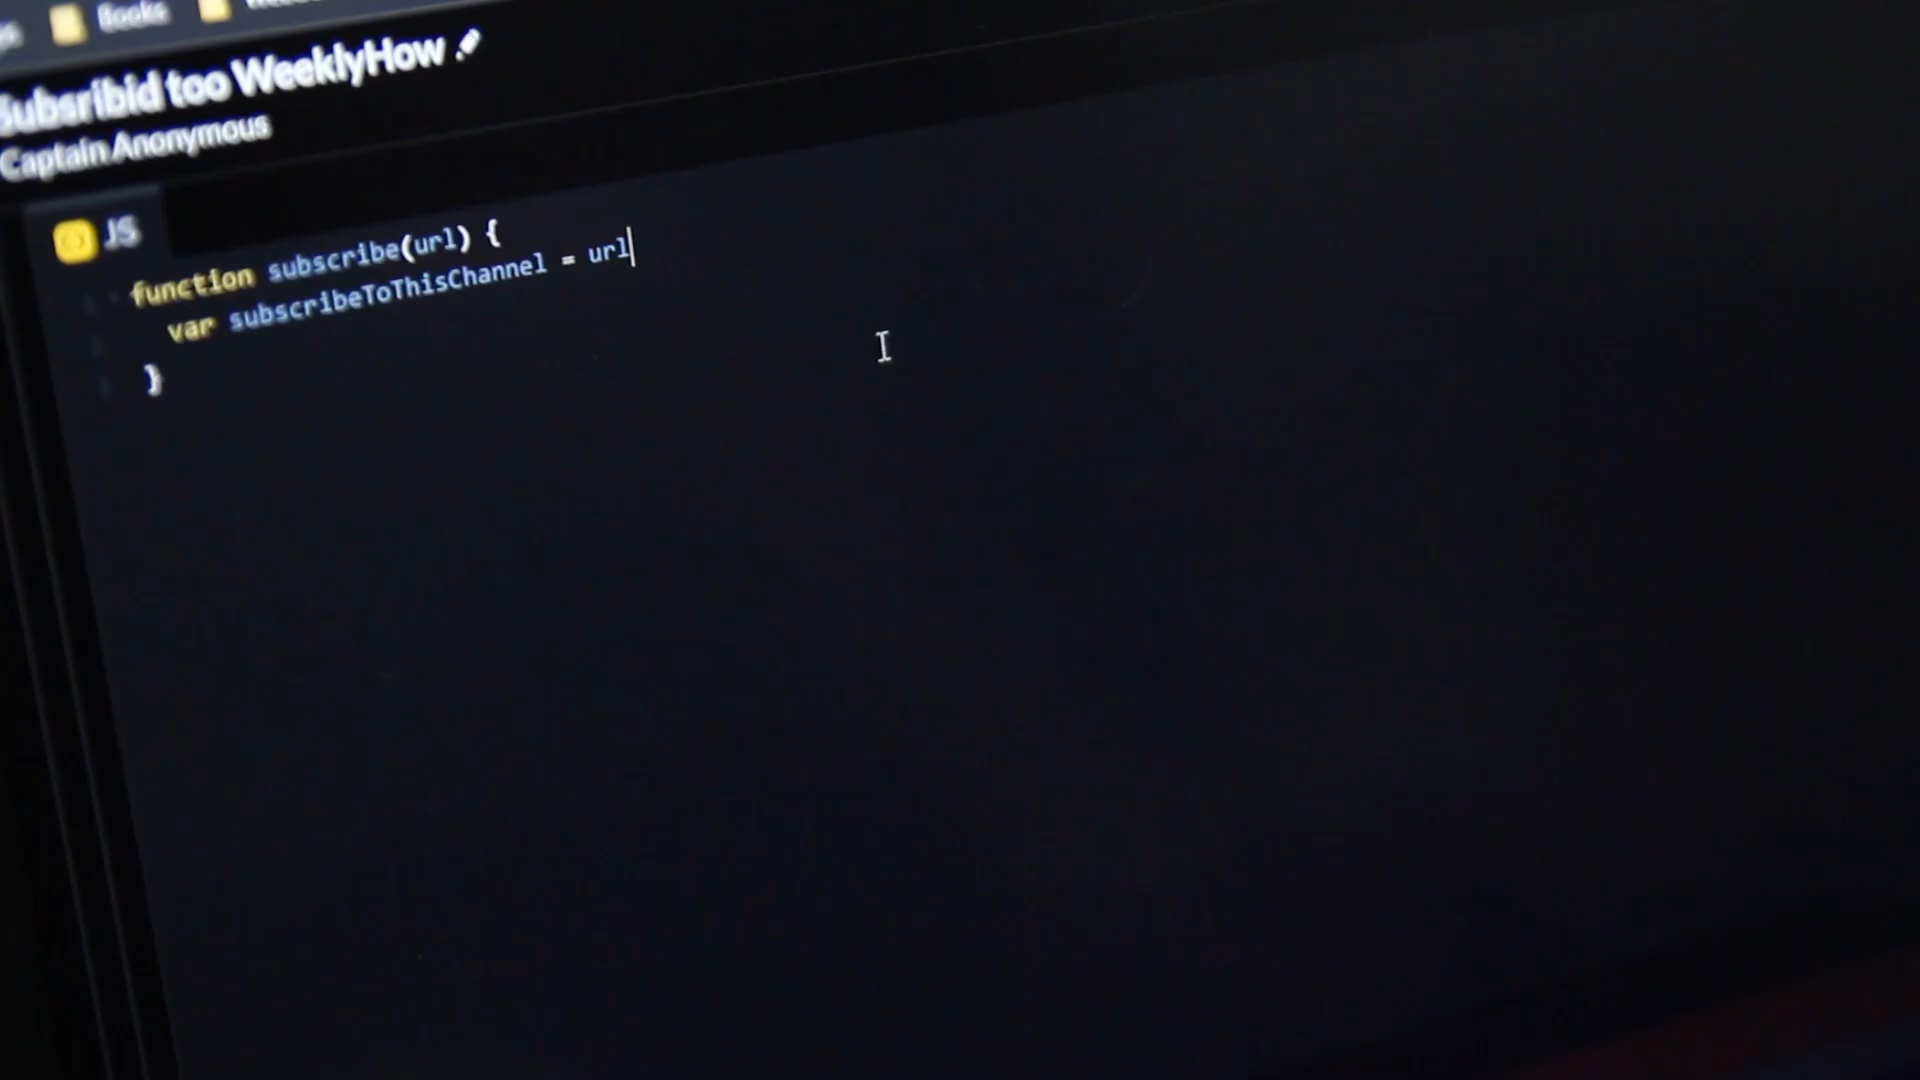 Books
Subsribid too WeeklyHow
Captain Anonymous
JS
function subscribe(url) {
var subscribeToThisChannel = url
}